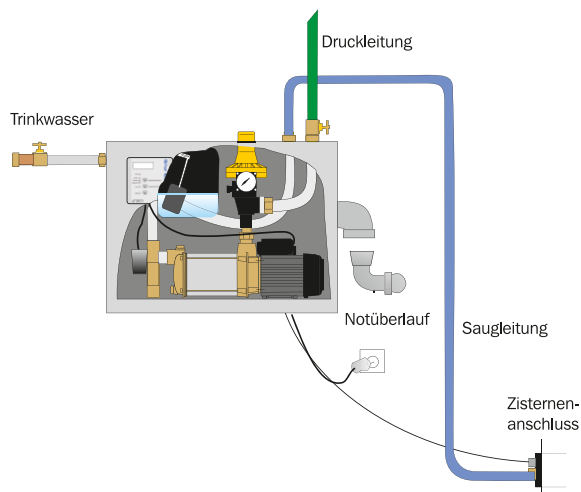 Druckleitung
Trinkwasser
Notüberlauf
Saugleitung
Zisternen-
anschluss